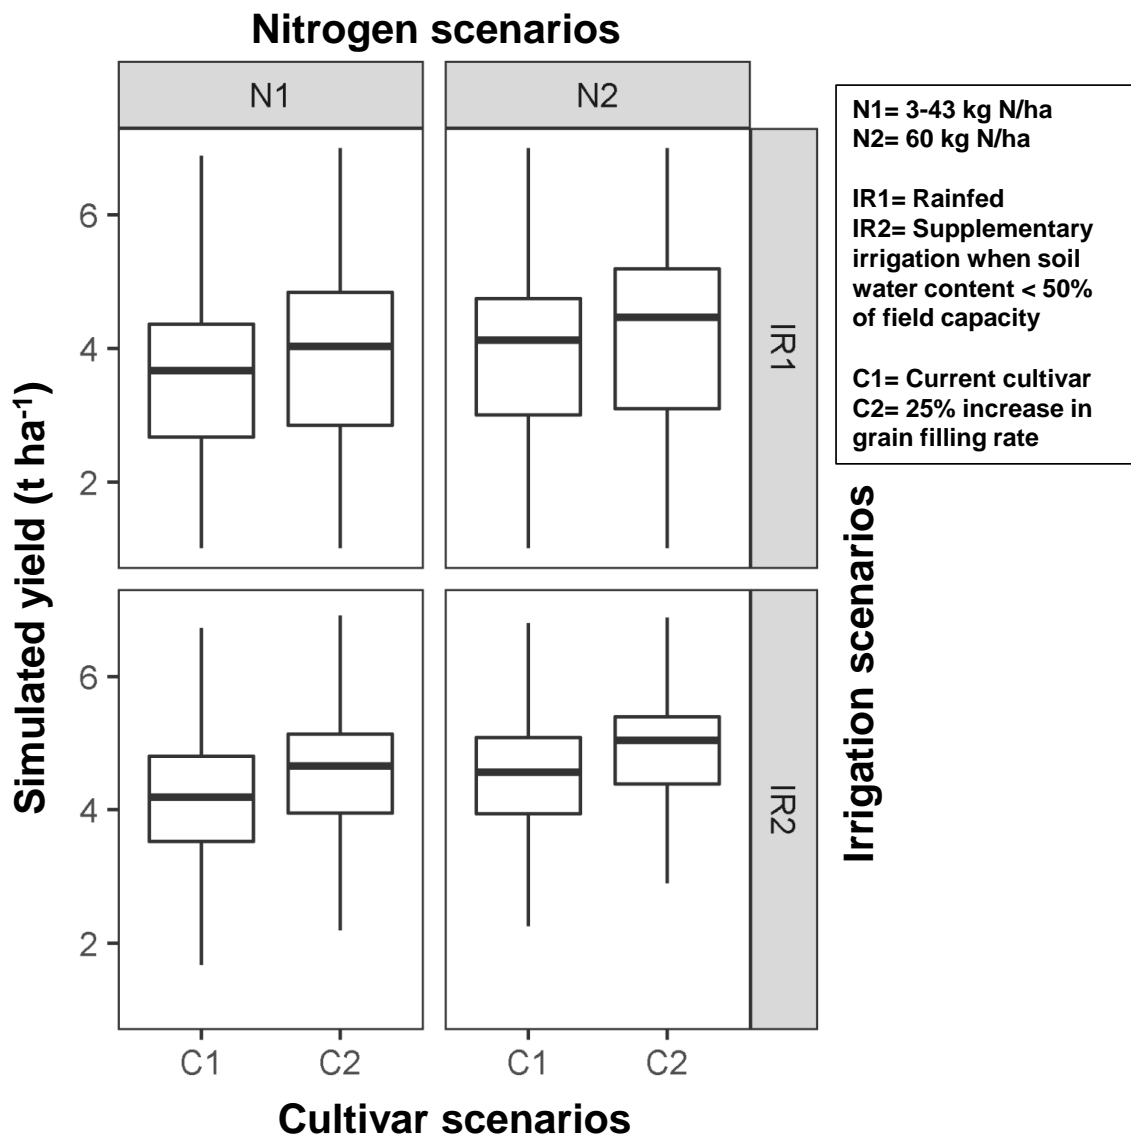 Nitrogen scenarios
N1
N2
N1= 3-43 kg N/ha
N2= 60 kg N/ha
IR1= Rainfed
IR2= Supplementary
irrigation when soil
water content < 50%
of field capacity
C1= Current cultivar
C2= 25% increase in
grain filling rate
Simulated yield (t ha⁻¹)
6
4
2
IR1
6
4
2
IR2
Irrigation scenarios
C1
C2
C1
C2
Cultivar scenarios